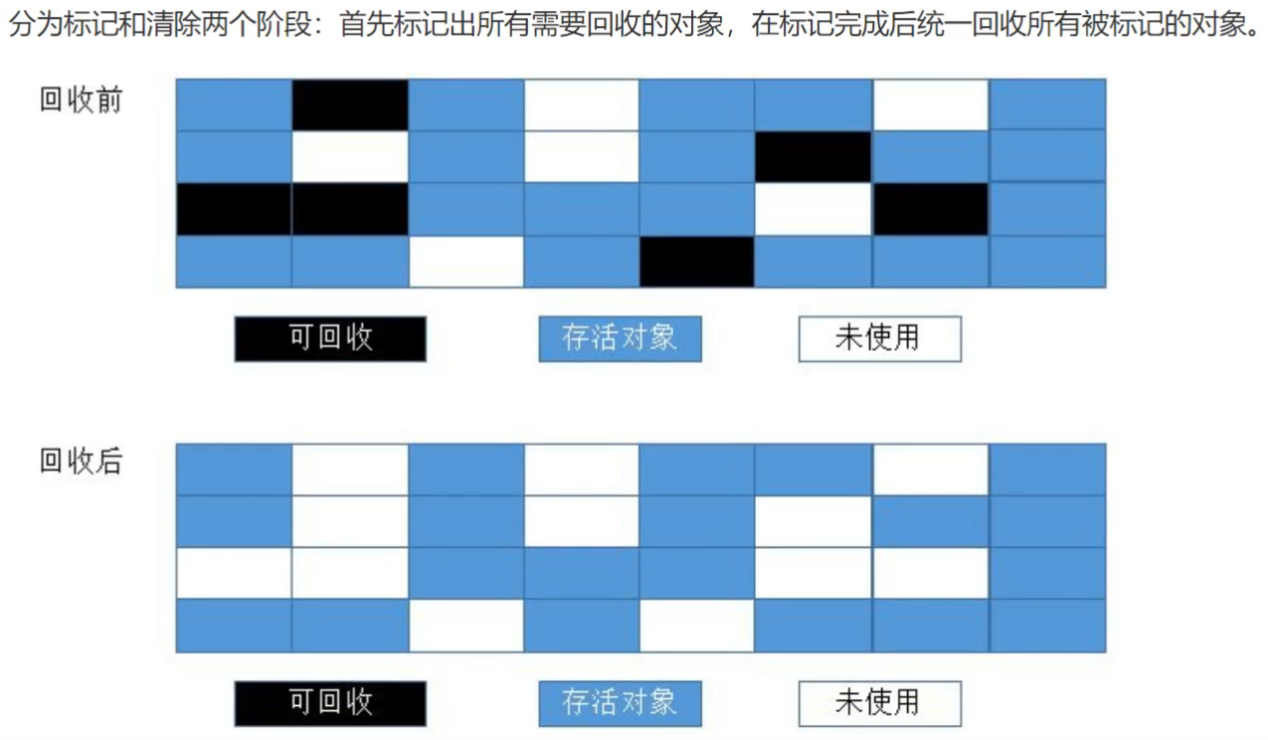 分为标记和清除两个阶段：首先标记出所有需要回收的对象，在标记完成后统一回收所有被标记的对象。
回收前
可回收 存活对象 未使用
回收后
可回收 存活对象 未使用